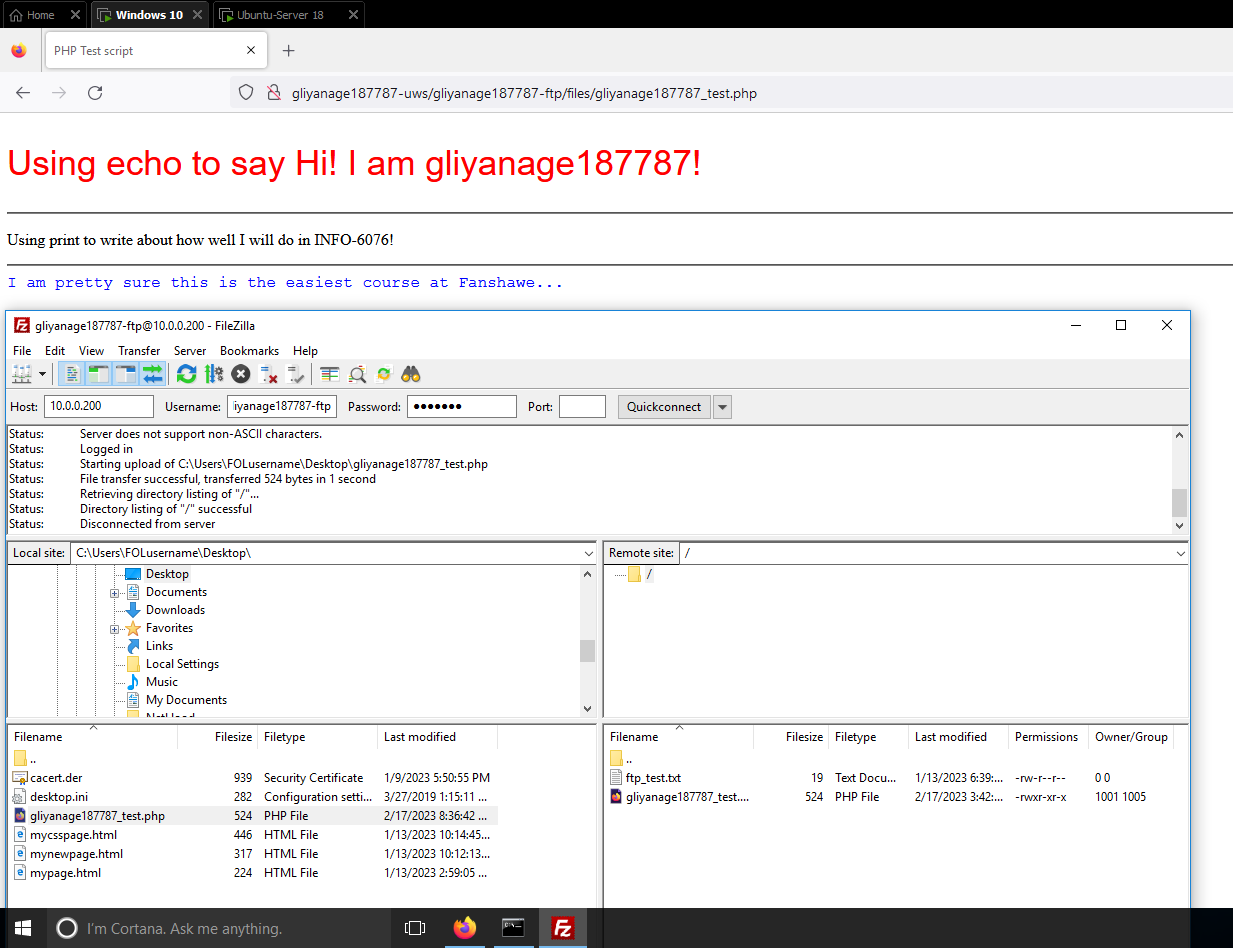 Home
Windows 10
Ubuntu-Server 18
PHP Test script
gliyanage187787-uws/gliyanage187787-ftp/files/gliyanage187787_test.php
Using echo to say Hi! I am gliyanage187787!
Using print to write about how well I will do in INFO-6076!
I am pretty sure this is the easiest course at Fanshawe...
gliyanage187787-ftp@10.0.0.200 - FileZilla
File Edit View Transfer Server Bookmarks Help
Host: 10.0.0.200 Username: liyanage187787-ftp Password: ●●●●●●● Port: Quickconnect
Status: Server does not support non-ASCII characters.
Status: Logged in
Status: Starting upload of C:\Users\FOLusername\Desktop\gliyanage187787_test.php
Status: File transfer successful, transferred 524 bytes in 1 second
Status: Retrieving directory listing of "/"...
Status: Directory listing of "/" successful
Status: Disconnected from server
Local site: C:\Users\FOLusername\Desktop\
Desktop
Documents
Downloads
Favorites
Links
Local Settings
Music
My Documents
NetHood
Filename Filesize Filetype Last modified
..
cacert.der 939 Security Certificate 1/9/2023 5:50:55 PM
desktop.ini 282 Configuration setti... 3/27/2019 1:15:11 ...
gliyanage187787_test.php 524 PHP File 2/17/2023 8:36:42 ...
mycsspage.html 446 HTML File 1/13/2023 10:14:45...
mynewpage.html 317 HTML File 1/13/2023 10:12:13...
mypage.html 224 HTML File 1/13/2023 2:59:05 ...
Remote site: /
/
Filename Filesize Filetype Last modified Permissions Owner/Group
..
ftp_test.txt 19 Text Docu... 1/13/2023 6:39:... -rw-r--r-- 0 0
gliyanage187787_test.... 524 PHP File 2/17/2023 3:42:... -rwxr-xr-x 1001 1005
I'm Cortana. Ask me anything.